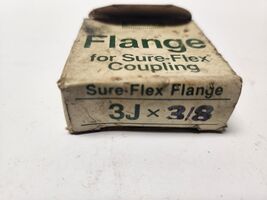 Flange
for Sure-Flex
Coupling
Sure-Flex Flange
3J x 3/8